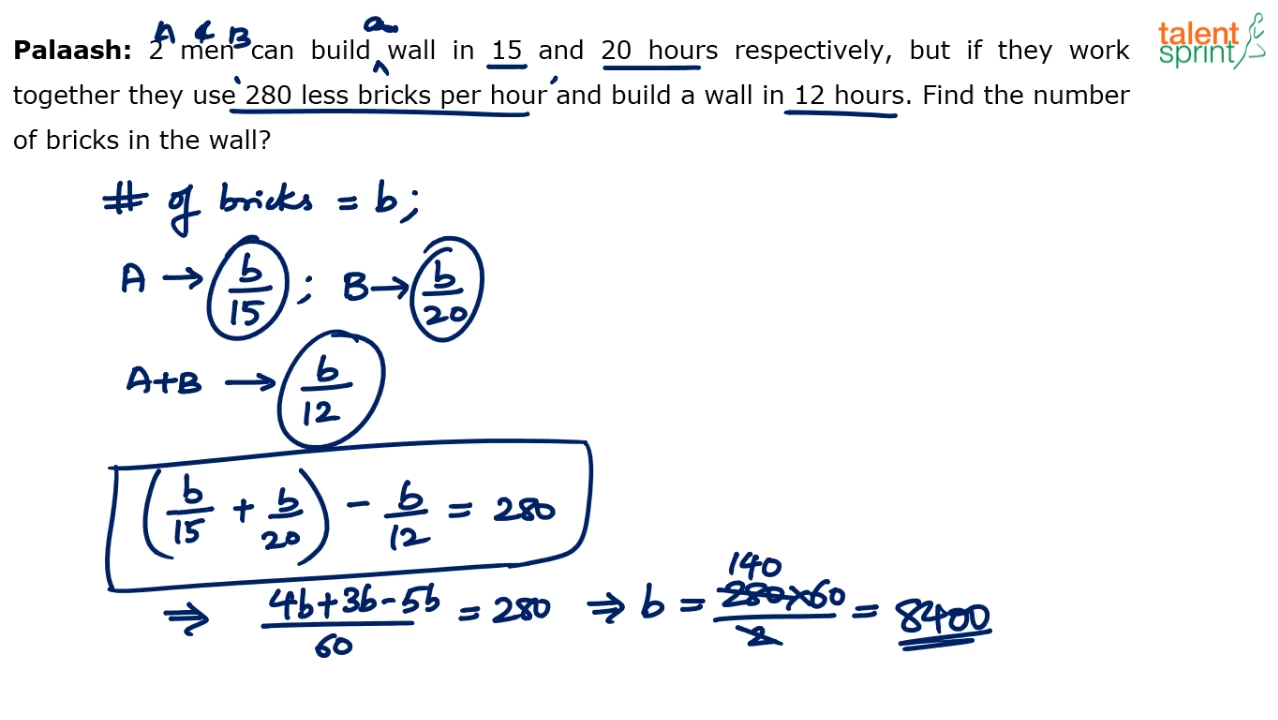 A & B a
Palaash: 2 men can build wall in 15 and 20 hours respectively, but if they work
together they use 280 less bricks per hour and build a wall in 12 hours. Find the number
of bricks in the wall?
talent
sprint
# of bricks = b;
A → b/15 ; B → b/20
A+B → b/12
(b/15 + b/20) - b/12 = 280
⇒ 4b+3b-5b/60 = 280 ⇒ b = 140 280×60/2 = 8400